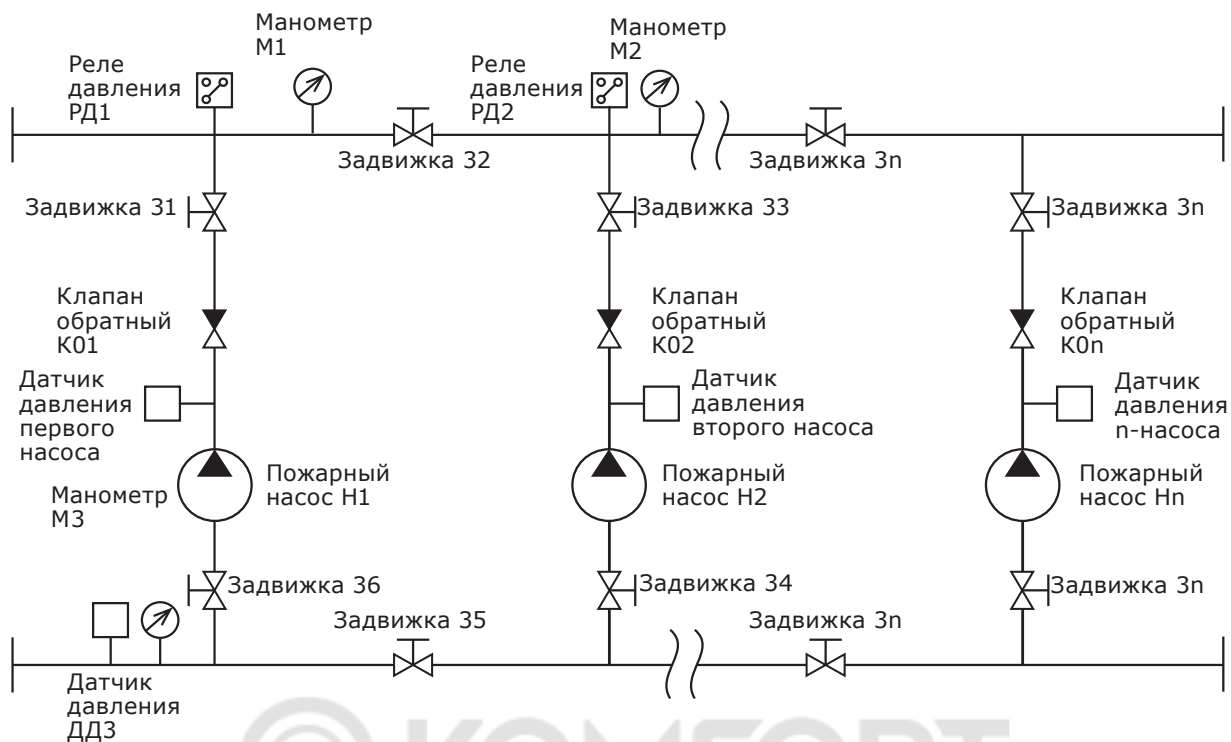 Манометр
М1
Манометр
М2
Реле
давления
РД1
Реле
давления
РД2
Задвижка 32
Задвижка 3n
Задвижка 31
Задвижка 33
Задвижка 3n
Клапан
обратный
К01
Клапан
обратный
К02
Клапан
обратный
К0n
Датчик
давления
первого
насоса
Датчик
давления
второго насоса
Датчик
давления
n-насоса
Манометр
М3
Пожарный
насос Н1
Пожарный
насос Н2
Пожарный
насос Нn
Задвижка 36
Задвижка 34
Задвижка 3n
Задвижка 35
Задвижка 3n
Датчик
давления
ДД3
КОМФОРТ